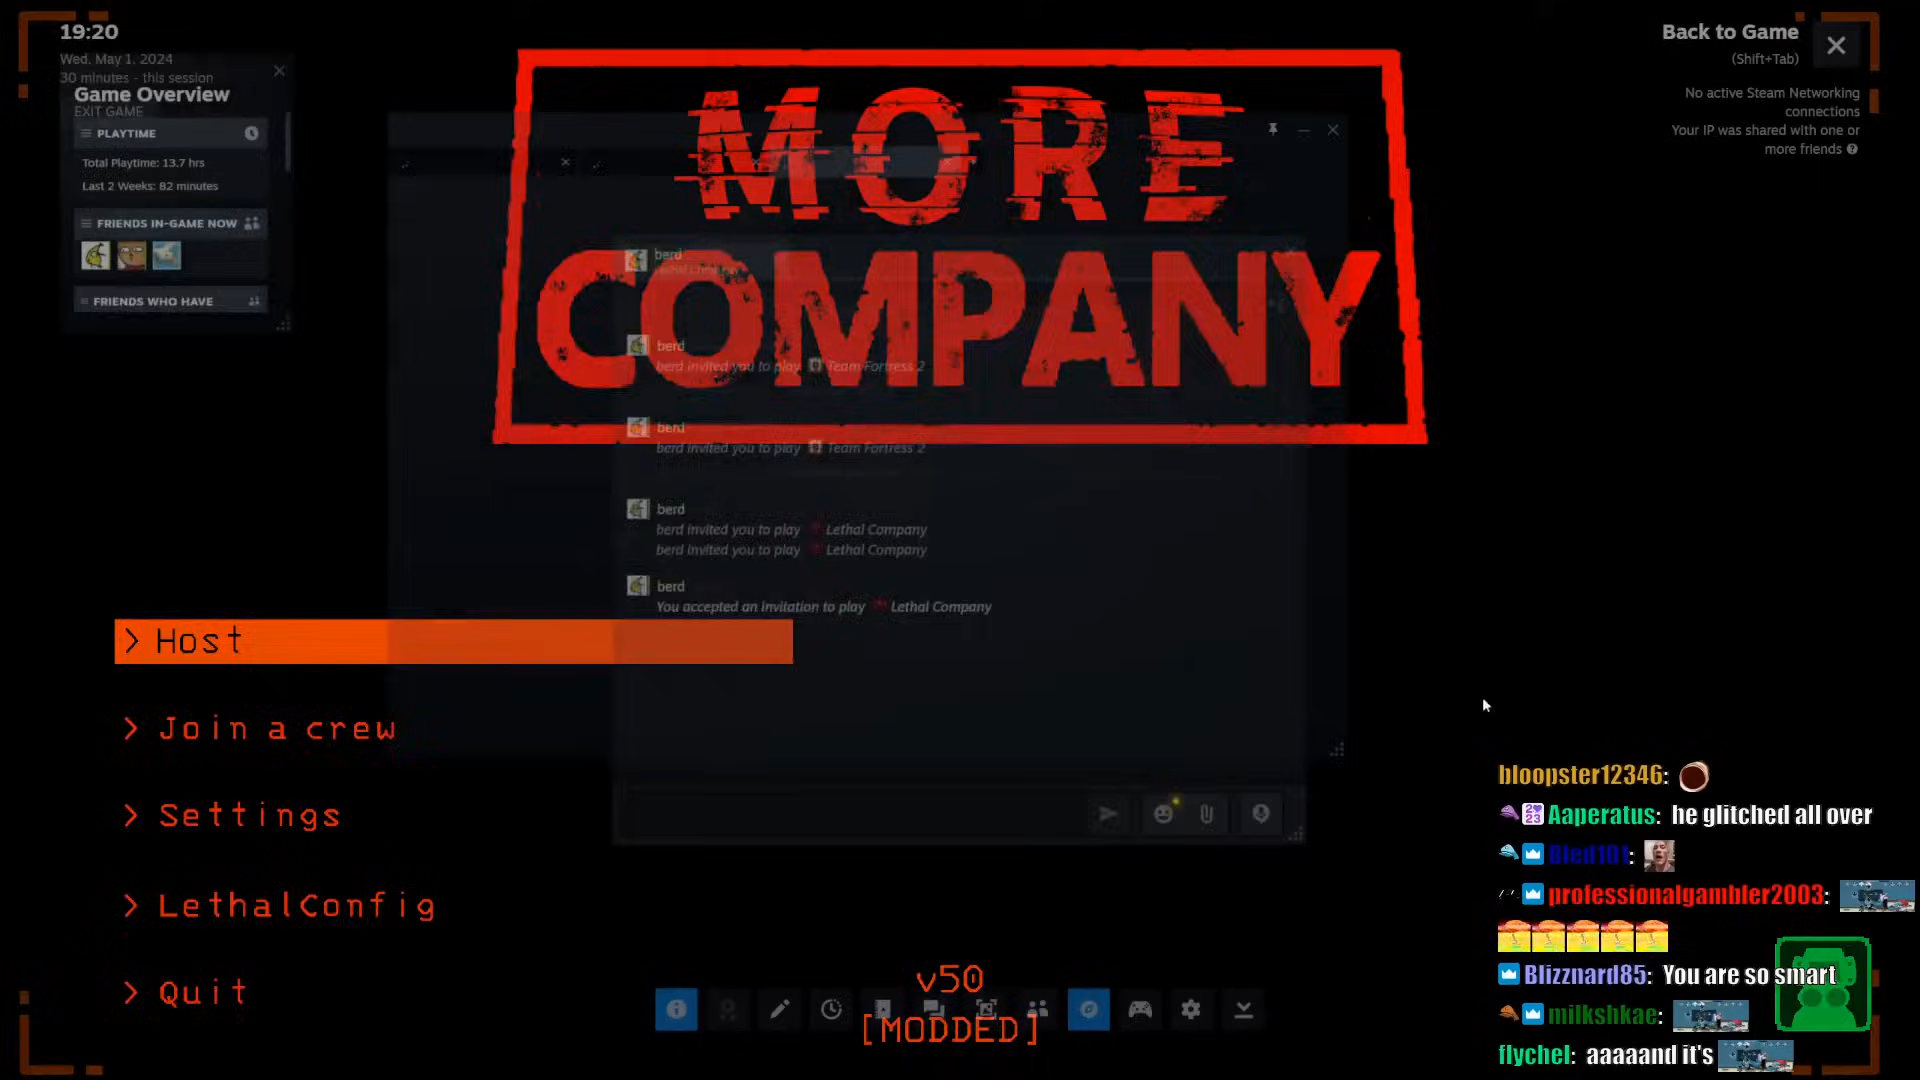 19:20
Wed, May 1, 2024
30 minutes - this session
Game Overview
EXIT GAME
PLAYTIME
Total Playtime: 13.7 hrs
Last 2 Weeks: 82 minutes
FRIENDS IN-GAME NOW
FRIENDS WHO HAVE
Back to Game
(Shift+Tab)
No active Steam Networking
connections
Your IP was shared with one or
more friends
MORE
COMPANY
berd
berd
berd invited you to play Team Fortress 2
berd
berd invited you to play Team Fortress 2
berd
berd invited you to play Lethal Company
berd invited you to play Lethal Company
berd
You accepted an invitation to play Lethal Company
> Host
> Join a crew
> Settings
> LethalConfig
> Quit
v50
[MODDED]
bloopster12346:
Aaperatus: he glitched all over
Bled101:
professionalgambler2003:
Blizznard85: You are so smart
milkshkae:
flychel: aaaaand it's